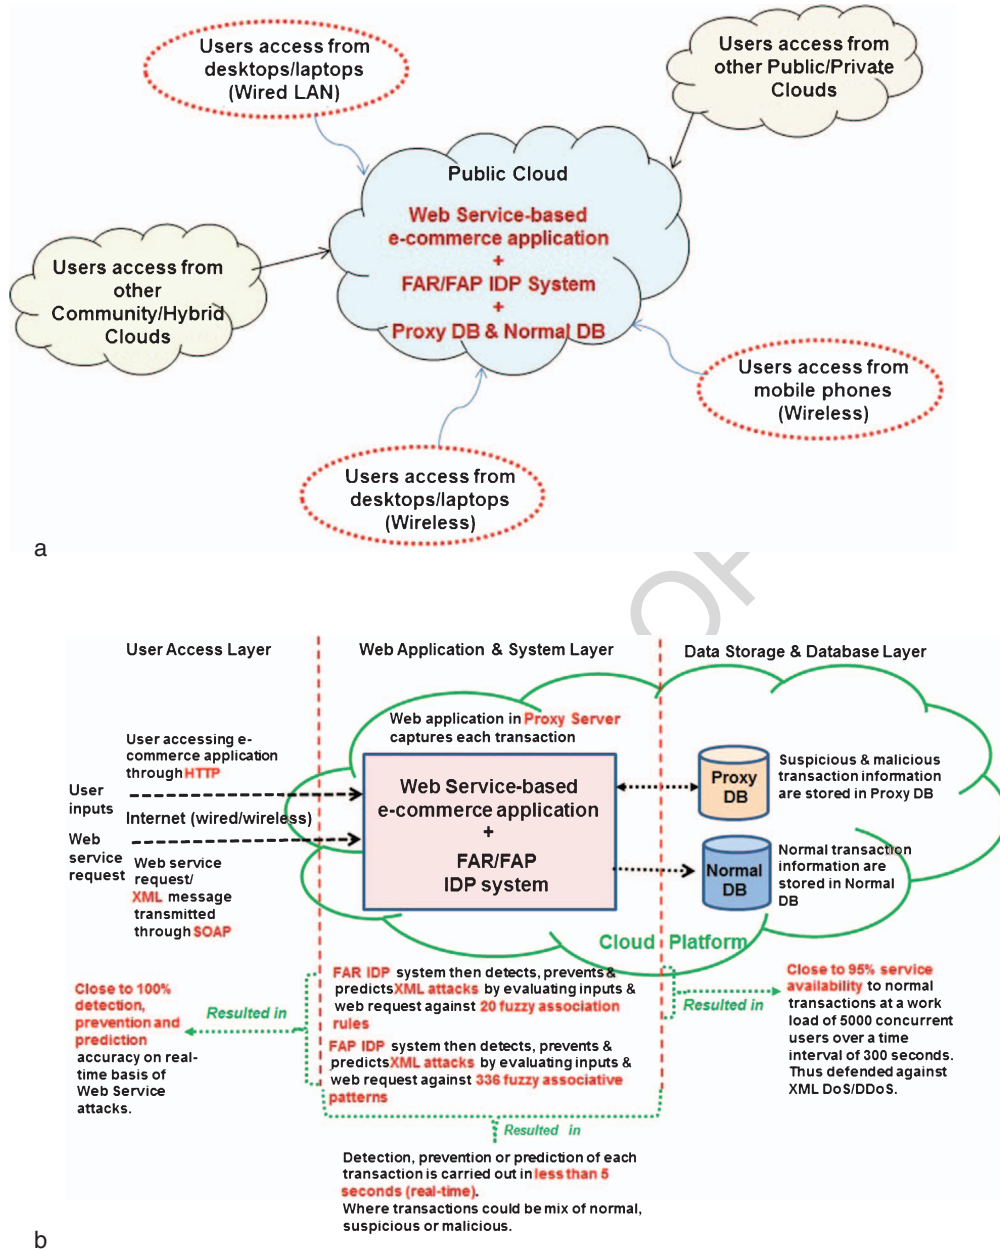 Users access from
desktops/laptops
(Wired LAN)
Users access from
other Public/Private
Clouds
Public Cloud
Web Service-based
e-commerce application
+
FAR/FAP IDP System
+
Proxy DB & Normal DB
Users access from
other
Community/Hybrid
Clouds
Users access from
mobile phones
(Wireless)
Users access from
desktops/laptops
(Wireless)
a
User Access Layer
Web Application & System Layer
Data Storage & Database Layer
Web application in Proxy Server
captures each transaction
User accessing e-
commerce application
through HTTP
User
inputs
Internet (wired/wireless)
Web
service
request
Web service
request/
XML message
transmitted
through SOAP
Web Service-based
e-commerce application
+
FAR/FAP
IDP system
Proxy
DB
Suspicious & malicious
transaction information
are stored in Proxy DB
Normal
DB
Normal transaction
information are
stored in Normal
DB
Cloud Platform
FAR IDP system then detects, prevents &
predicts XML attacks by evaluating inputs &
web request against 20 fuzzy association
rules
FAP IDP system then detects, prevents &
predicts XML attacks by evaluating inputs &
web request against 336 fuzzy associative
patterns
Close to 100%
detection,
prevention and
prediction
accuracy on real-
time basis of
Web Service
attacks.
Resulted in
Resulted in
Close to 95% service
availability to normal
transactions at a work
load of 5000 concurrent
users over a time
interval of 300 seconds.
Thus defended against
XML DoS/DDoS.
Resulted in
Detection, prevention or prediction of each
transaction is carried out in less than 5
seconds (real-time).
Where transactions could be mix of normal,
suspicious or malicious.
b